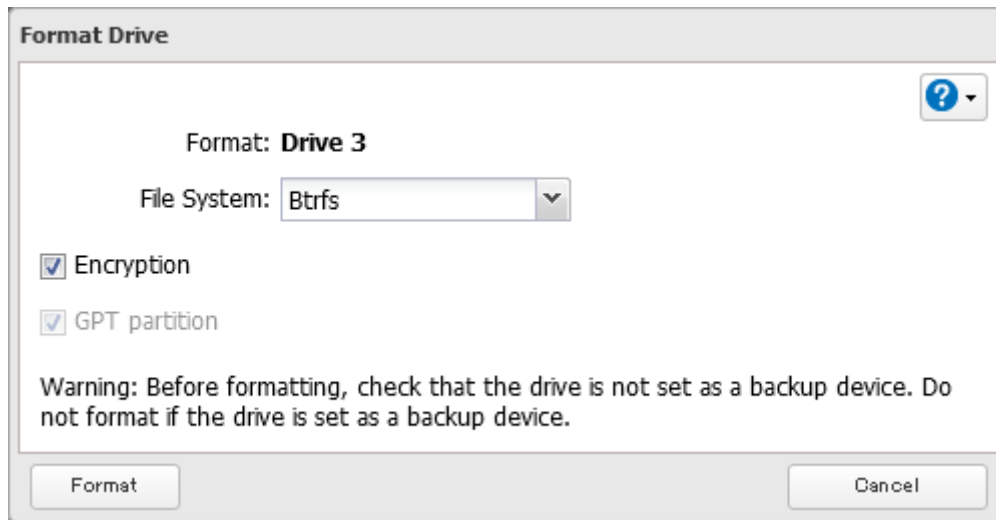 Format Drive
?
Format: Drive 3
File System: Btrfs
Encryption
GPT partition
Warning: Before formatting, check that the drive is not set as a backup device. Do
not format if the drive is set as a backup device.
Format Cancel